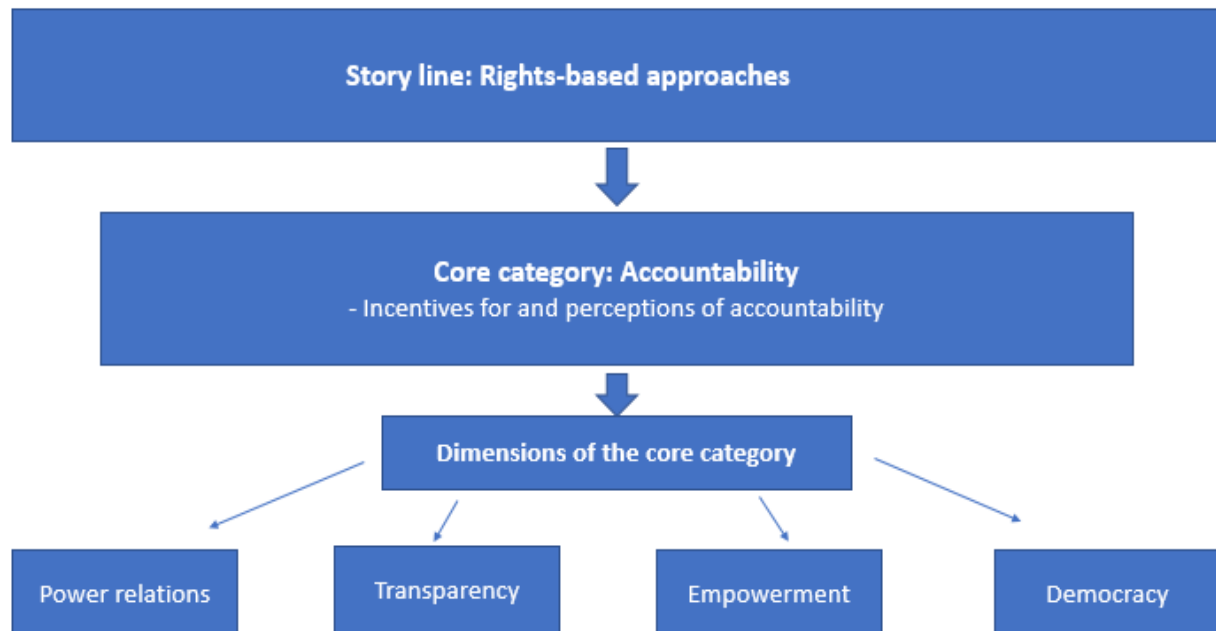 Story line: Rights-based approaches
Core category: Accountability
- Incentives for and perceptions of accountability
Dimensions of the core category
Power relations
Transparency
Empowerment
Democracy